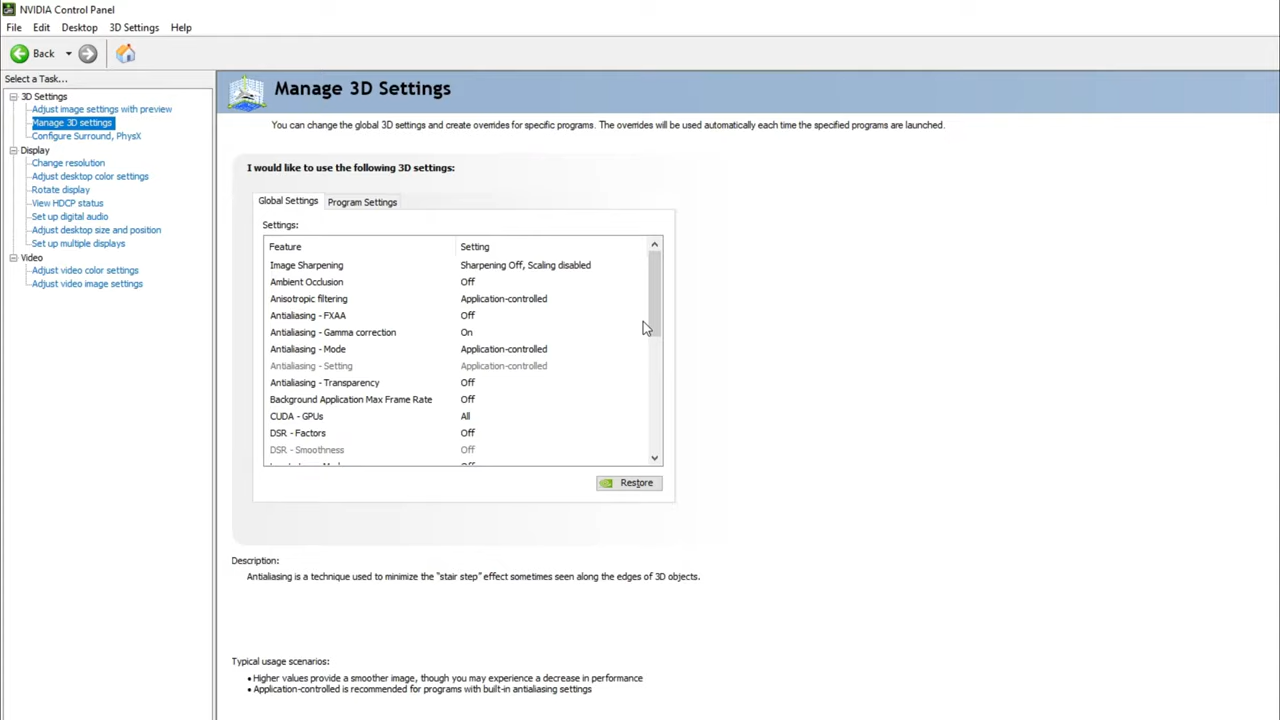 NVIDIA Control Panel
File Edit Desktop 3D Settings Help
Back
Select a Task...
3D Settings
Adjust image settings with preview
Manage 3D settings
Configure Surround, PhysX
Display
Change resolution
Adjust desktop color settings
Rotate display
View HDCP status
Set up digital audio
Adjust desktop size and position
Set up multiple displays
Video
Adjust video color settings
Adjust video image settings
Manage 3D Settings
You can change the global 3D settings and create overrides for specific programs. The overrides will be used automatically each time the specified programs are launched.
I would like to use the following 3D settings:
Global Settings Program Settings
Settings:
Feature Setting
Image Sharpening Sharpening Off, Scaling disabled
Ambient Occlusion Off
Anisotropic filtering Application-controlled
Antialiasing - FXAA Off
Antialiasing - Gamma correction On
Antialiasing - Mode Application-controlled
Antialiasing - Setting Application-controlled
Antialiasing - Transparency Off
Background Application Max Frame Rate Off
CUDA - GPUs All
DSR - Factors Off
DSR - Smoothness Off
Restore
Description:
Antialiasing is a technique used to minimize the "stair step" effect sometimes seen along the edges of 3D objects.
Typical usage scenarios:
• Higher values provide a smoother image, though you may experience a decrease in performance
• Application-controlled is recommended for programs with built-in antialiasing settings